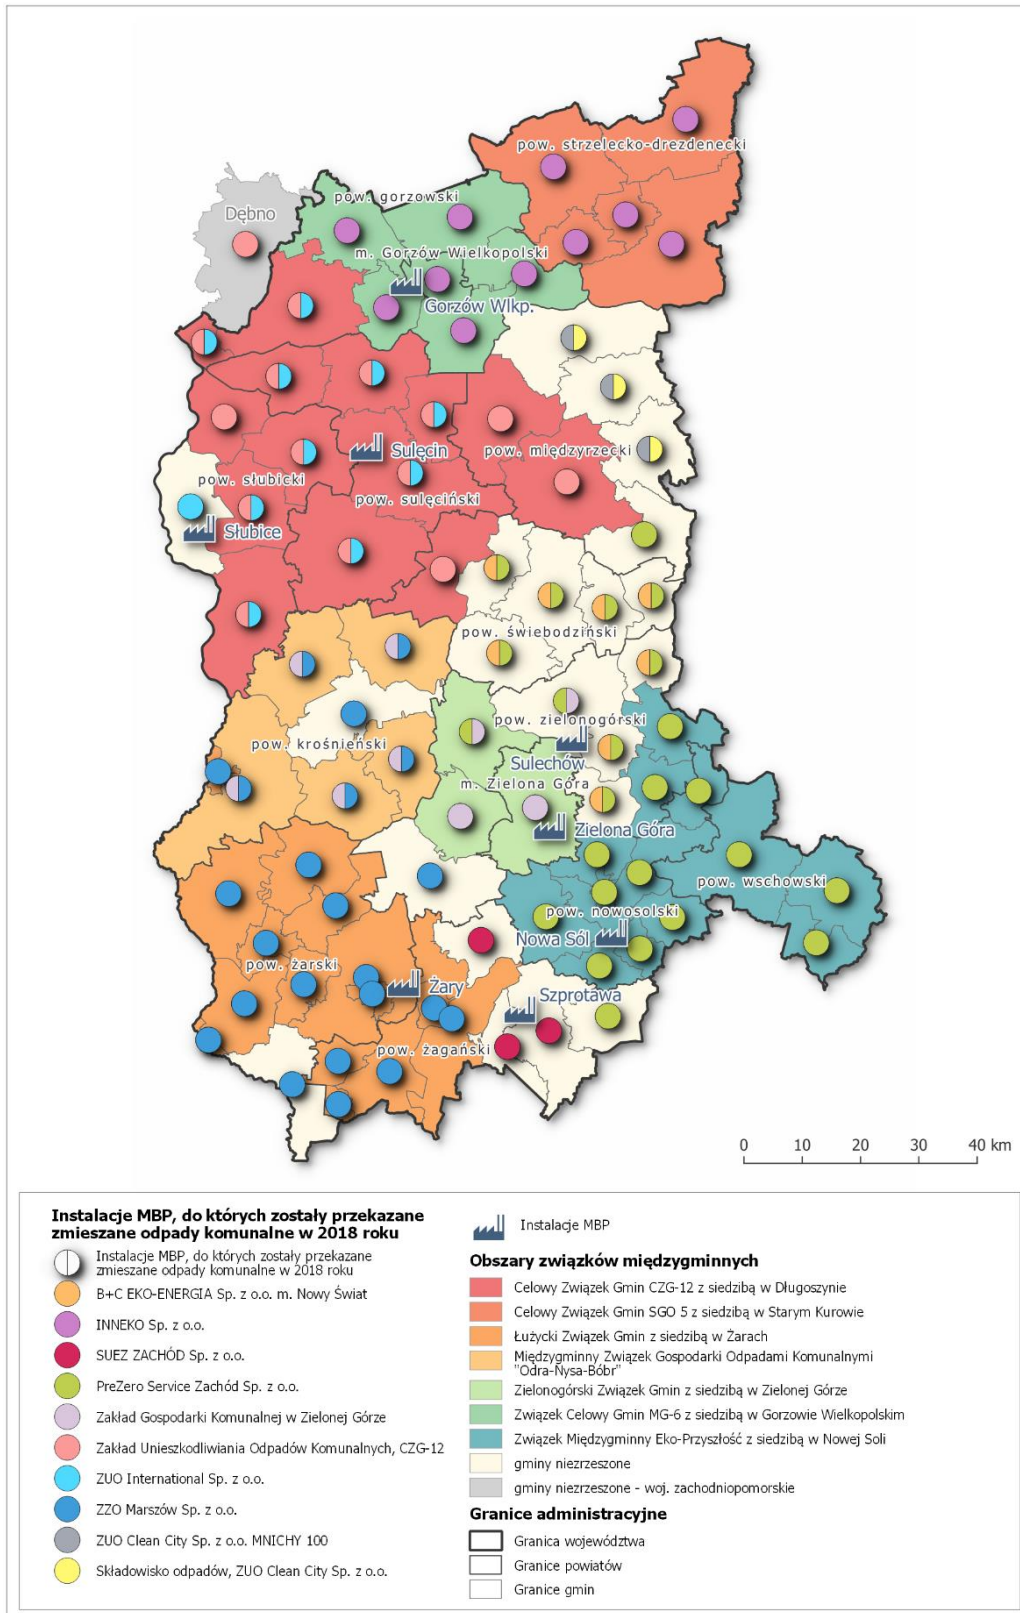 pow. strzelecko-drezdenecki
pow. gorzowski
Dębno
m. Gorzów Wielkopolski
Gorzów Wlkp.
Sulęcin
pow. międzyrzecki
pow. słubicki
pow. sulęciński
Słubice
pow. świebodziński
pow. zielonogórski
pow. krośnieński
Sulechów
m. Zielona Góra
Zielona Góra
pow. wschowski
pow. nowosolski
Nowa Sól
pow. żarski
Żary
Szprotawa
pow. żagański
0 10 20 30 40 km
Instalacje MBP, do których zostały przekazane
zmieszane odpady komunalne w 2018 roku
Instalacje MBP, do których zostały przekazane
zmieszane odpady komunalne w 2018 roku
B+C EKO-ENERGIA Sp. z o.o. m. Nowy Świat
INNEKO Sp. z o.o.
SUEZ ZACHÓD Sp. z o.o.
PreZero Service Zachód Sp. z o.o.
Zakład Gospodarki Komunalnej w Zielonej Górze
Zakład Unieszkodliwiania Odpadów Komunalnych, CZG-12
ZUO International Sp. z o.o.
ZZO Marszów Sp. z o.o.
ZUO Clean City Sp. z o.o. MNICHY 100
Składowisko odpadów, ZUO Clean City Sp. z o.o.
Instalacje MBP
Obszary związków międzygminnych
Celowy Związek Gmin CZG-12 z siedzibą w Długoszynie
Celowy Związek Gmin SGO 5 z siedzibą w Starym Kurowie
Łużycki Związek Gmin z siedzibą w Żarach
Międzygminny Związek Gospodarki Odpadami Komunalnymi
"Odra-Nysa-Bóbr"
Zielonogórski Związek Gmin z siedzibą w Zielonej Górze
Związek Celowy Gmin MG-6 z siedzibą w Gorzowie Wielkopolskim
Związek Międzygminny Eko-Przyszłość z siedzibą w Nowej Soli
gminy niezrzeszone
gminy niezrzeszone - woj. zachodniopomorskie
Granice administracyjne
Granica województwa
Granice powiatów
Granice gmin